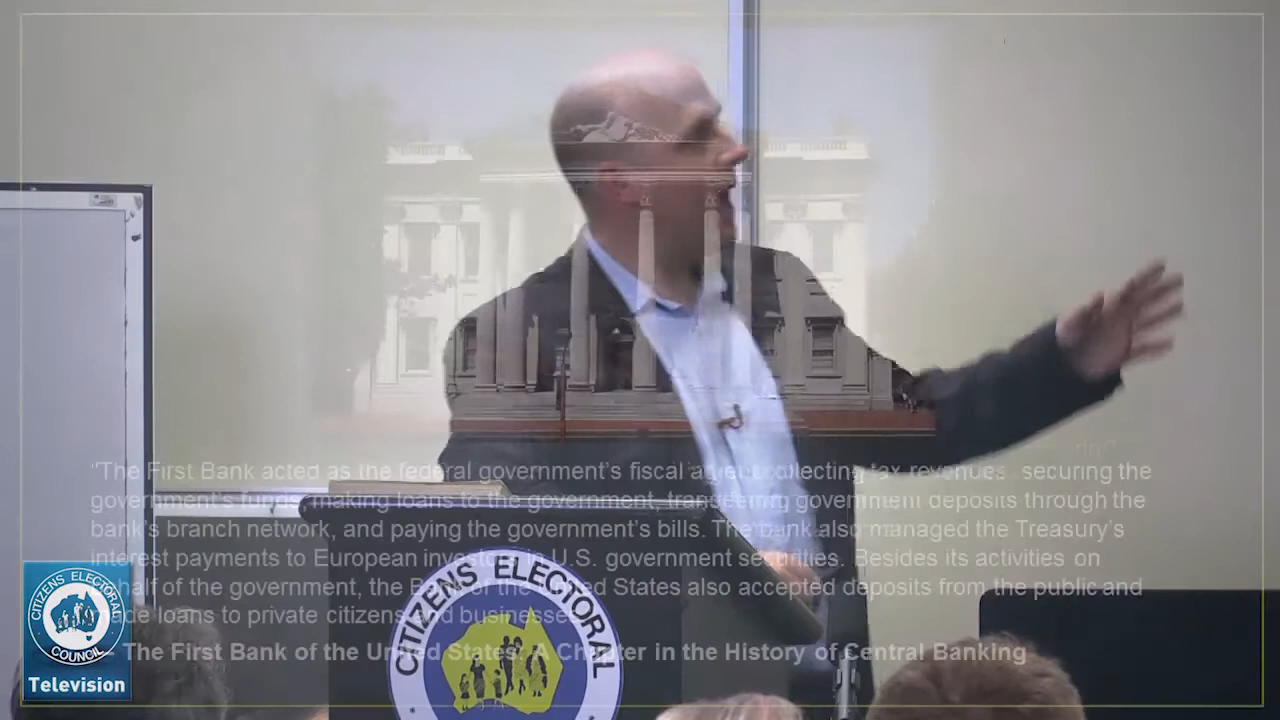 "The First Bank acted as the federal government's fiscal agent, collecting tax revenues, securing the
government's funds, making loans to the government, transferring government deposits through the
bank's branch network, and paying the government's bills. The bank also managed the Treasury's
interest payments to European investors in U.S. government securities. Besides its activities on
behalf of the government, the Bank of the United States also accepted deposits from the public and
made loans to private citizens and businesses
The First Bank of the United States: A Chapter in the History of Central Banking
CITIZENS ELECTORAL
COUNCIL
Television
CITIZENS ELECTORAL